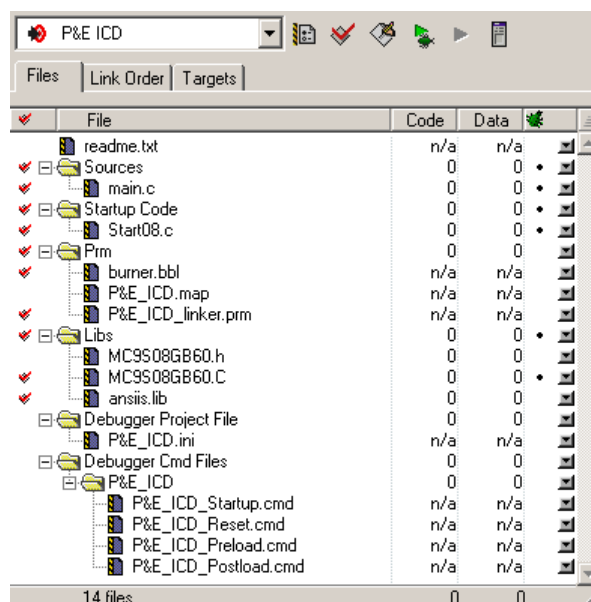 P&E ICD
Files Link Order Targets
File Code Data
readme.txt n/a n/a
Sources 0 0
main.c 0 0
Startup Code 0 0
Start08.c 0 0
Prm 0 0
burner.bbl n/a n/a
P&E_ICD.map n/a n/a
P&E_ICD_linker.prm n/a n/a
Libs 0 0
MC9S08GB60.h 0 0
MC9S08GB60.C 0 0
ansiis.lib 0 0
Debugger Project File 0 0
P&E_ICD.ini n/a n/a
Debugger Cmd Files 0 0
P&E_ICD 0 0
P&E_ICD_Startup.cmd n/a n/a
P&E_ICD_Reset.cmd n/a n/a
P&E_ICD_Preload.cmd n/a n/a
P&E_ICD_Postload.cmd n/a n/a
14 files 0 0